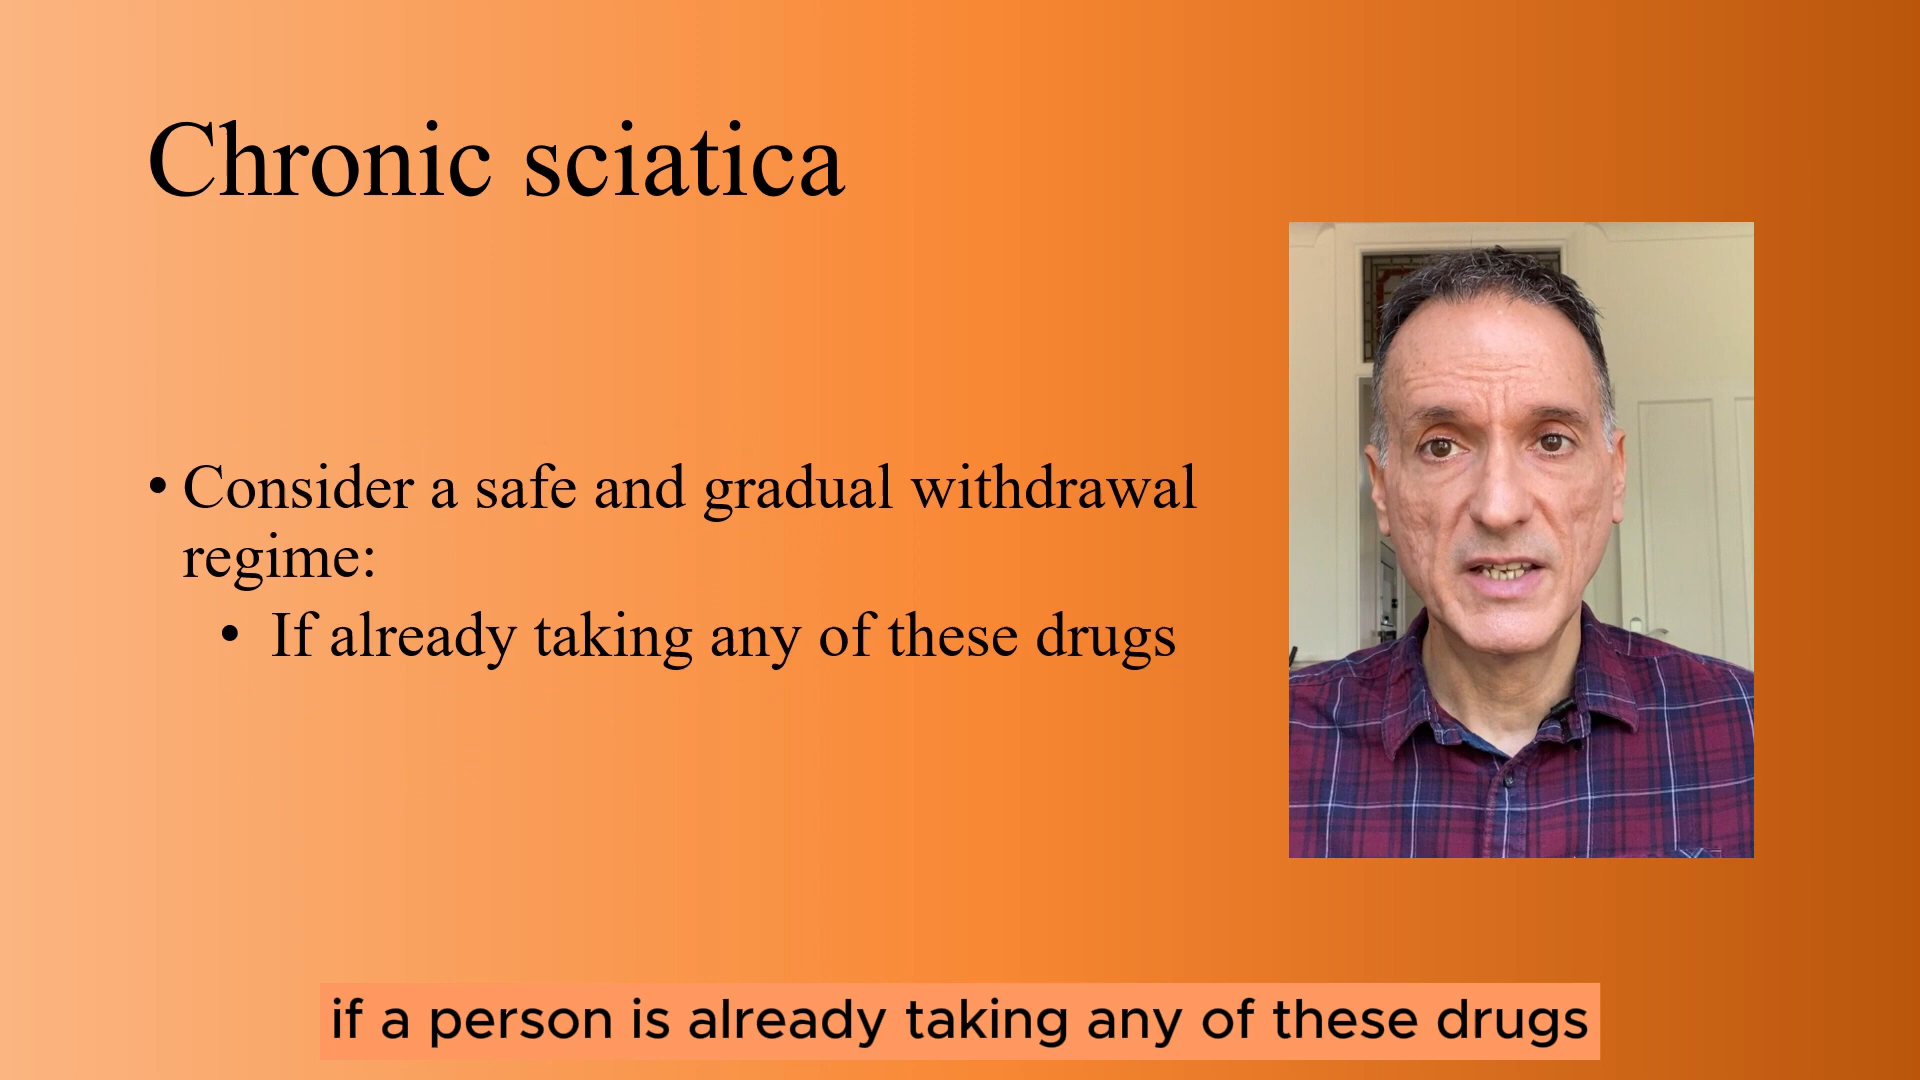 Chronic sciatica
• Consider a safe and gradual withdrawal
regime:
• If already taking any of these drugs
if a person is already taking any of these drugs